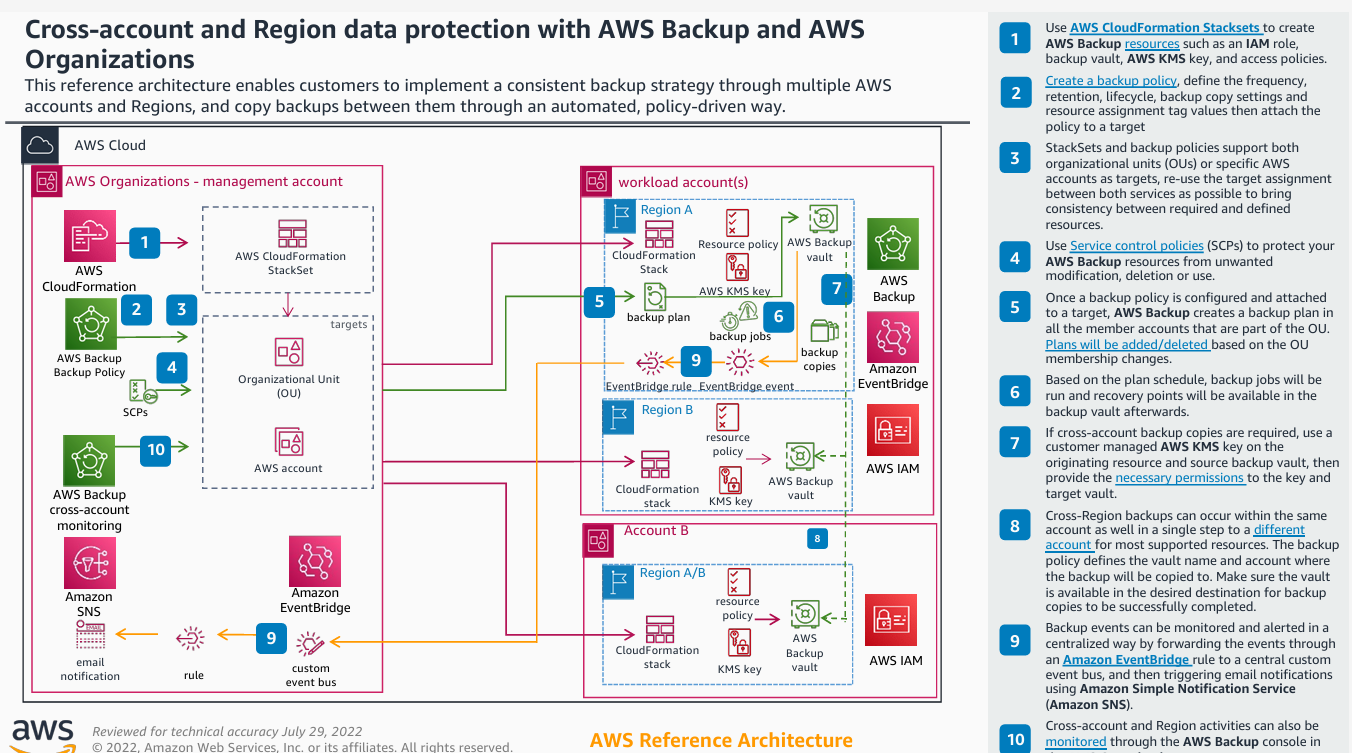 Cross-account and Region data protection with AWS Backup and AWS
Organizations
This reference architecture enables customers to implement a consistent backup strategy through multiple AWS
accounts and Regions, and copy backups between them through an automated, policy-driven way.
AWS Cloud
AWS Organizations - management account
AWS
CloudFormation
1
AWS CloudFormation
StackSet
2
3
AWS Backup
Backup Policy
4
SCPs
targets
Organizational Unit
(OU)
AWS account
10
AWS Backup
cross-account
monitoring
Amazon
SNS
EMAIL
email
notification
rule
9
Amazon
EventBridge
custom
event bus
workload account(s)
Region A
CloudFormation
Stack
Resource policy
AWS KMS key
AWS Backup
vault
5
backup plan
backup jobs
6
7
backup
copies
9
EventBridge rule
EventBridge event
AWS
Backup
Amazon
EventBridge
Region B
resource
policy
CloudFormation
stack
KMS key
AWS Backup
vault
AWS IAM
Account B
8
Region A/B
resource
policy
CloudFormation
stack
KMS key
AWS
Backup
vault
AWS IAM
aws
Reviewed for technical accuracy July 29, 2022
© 2022, Amazon Web Services, Inc. or its affiliates. All rights reserved.
AWS Reference Architecture
1
Use AWS CloudFormation Stacksets to create
AWS Backup resources such as an IAM role,
backup vault, AWS KMS key, and access policies.
2
Create a backup policy, define the frequency,
retention, lifecycle, backup copy settings and
resource assignment tag values then attach the
policy to a target
3
StackSets and backup policies support both
organizational units (OUs) or specific AWS
accounts as targets, re-use the target assignment
between both services as possible to bring
consistency between required and defined
resources.
4
Use Service control policies (SCPs) to protect your
AWS Backup resources from unwanted
modification, deletion or use.
5
Once a backup policy is configured and attached
to a target, AWS Backup creates a backup plan in
all the member accounts that are part of the OU.
Plans will be added/deleted based on the OU
membership changes.
6
Based on the plan schedule, backup jobs will be
run and recovery points will be available in the
backup vault afterwards.
7
If cross-account backup copies are required, use a
customer managed AWS KMS key on the
originating resource and source backup vault, then
provide the necessary permissions to the key and
target vault.
8
Cross-Region backups can occur within the same
account as well in a single step to a different
account for most supported resources. The backup
policy defines the vault name and account where
the backup will be copied to. Make sure the vault
is available in the desired destination for backup
copies to be successfully completed.
9
Backup events can be monitored and alerted in a
centralized way by forwarding the events through
an Amazon EventBridge rule to a central custom
event bus, and then triggering email notifications
using Amazon Simple Notification Service
(Amazon SNS).
10
Cross-account and Region activities can also be
monitored through the AWS Backup console in